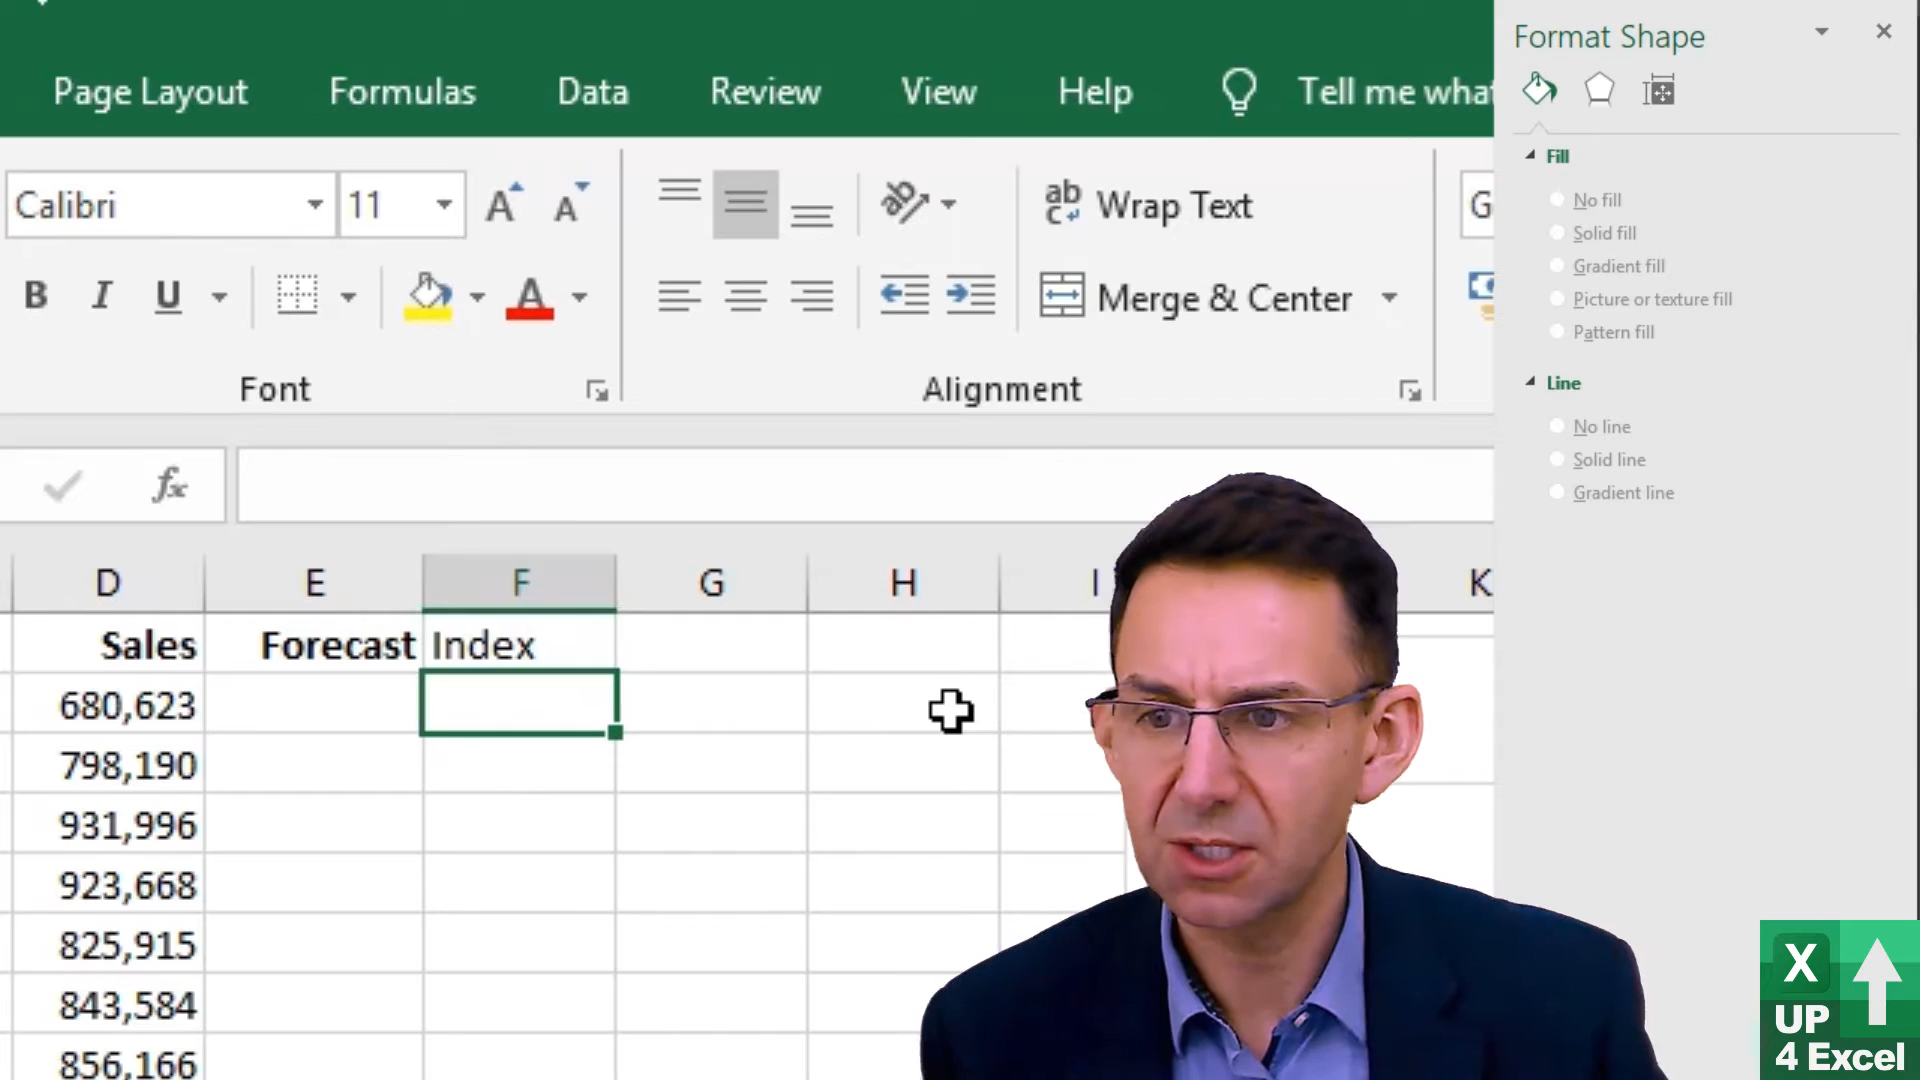 Page Layout Formulas Data Review View Help Tell me what
Calibri 11 ab c Wrap Text G
B I U A Merge & Center
Font Alignment
fx
D E F G H I K
Sales Forecast Index
680,623
798,190
931,996
923,668
825,915
843,584
856,166
Format Shape
Fill
No fill
Solid fill
Gradient fill
Picture or texture fill
Pattern fill
Line
No line
Solid line
Gradient line
X
UP
4 Excel